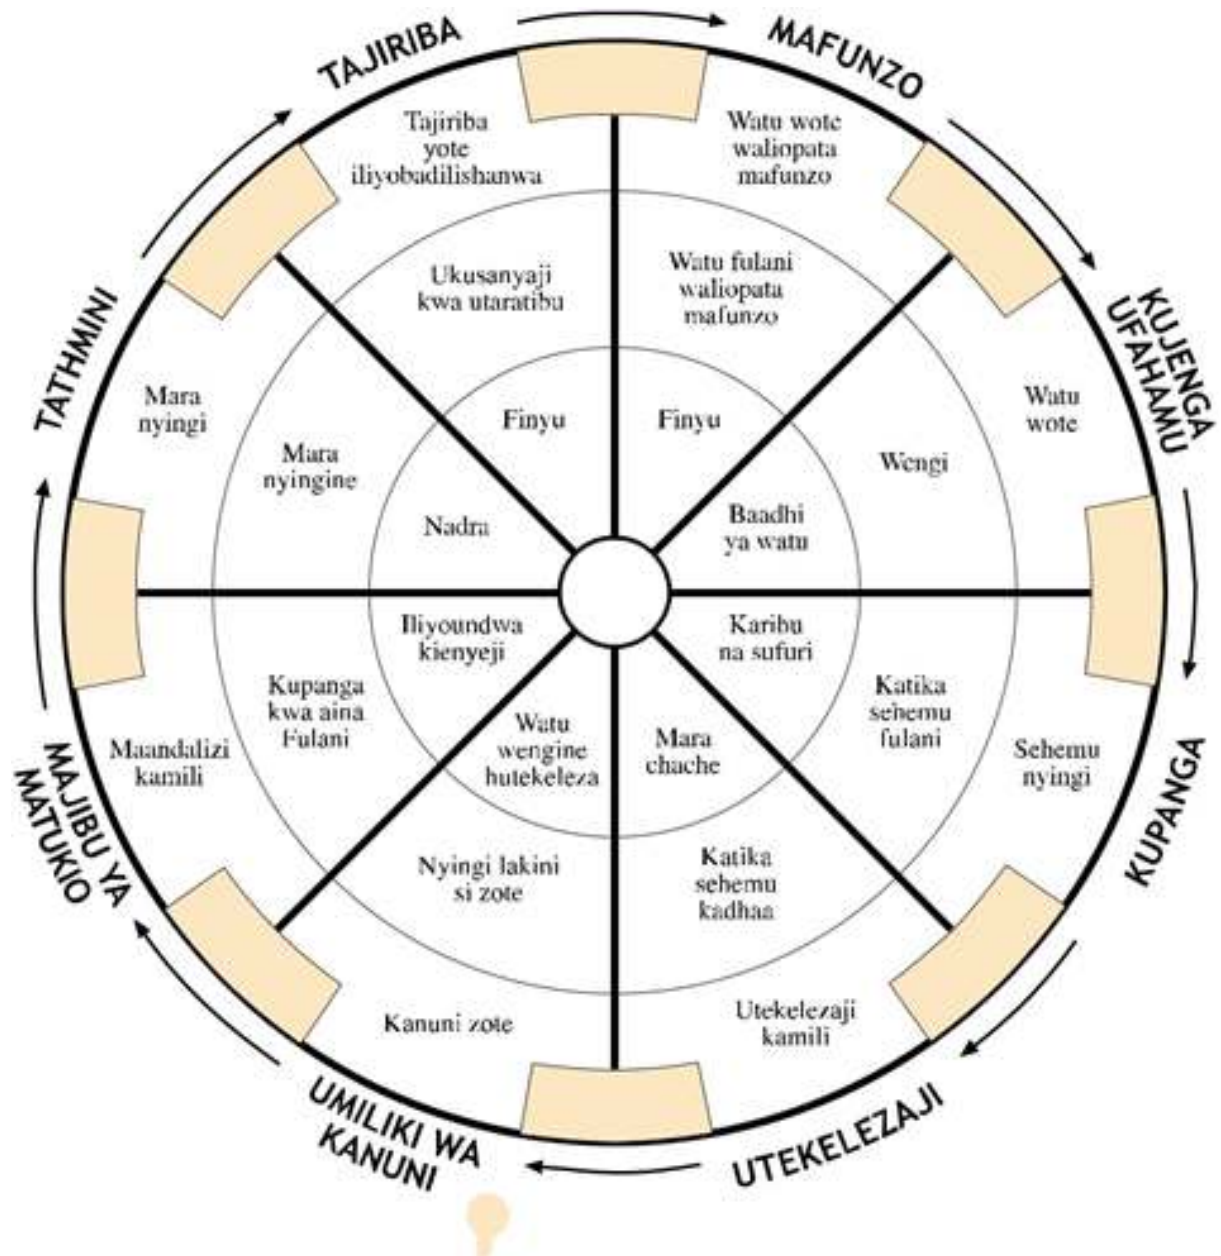 TAJIRIBA
Tajiriba
yote
iliyobadilishanwa
Ukusanyaji
kwa utaratibu
Finyu
MAFUNZO
Watu wote
waliopata
mafunzo
Watu fulani
waliopata
mafunzo
Finyu
KUJENGA
UFAHAMU
Watu
wote
Wengi
Baadhi
ya watu
KUPANGA
Sehemu
nyingi
Katika
sehemu
fulani
Karibu
na sufuri
UTEKELEZAJI
Utekelezaji
kamili
Katika
sehemu
kadhaa
Mara
chache
UMILIKI WA
KANUNI
Kanuni zote
Nyingi lakini
si zote
Watu
wengine
hutekeleza
MAJIBU YA
MATUKIO
Maandalizi
kamili
Kupanga
kwa aina
Fulani
Iliyoundwa
kienyeji
TATHMINI
Mara
nyingi
Mara
nyingine
Nadra